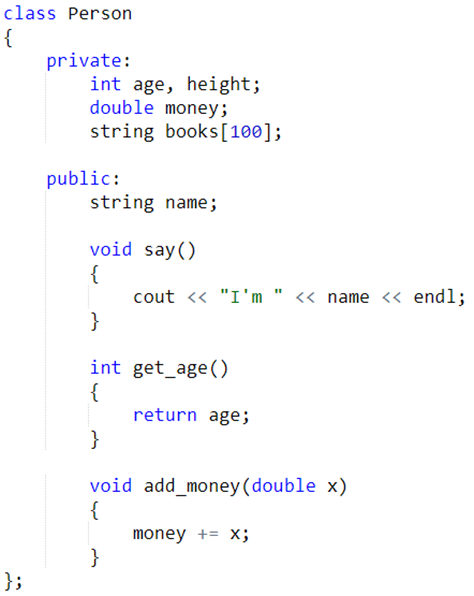 class Person
{
    private:
        int age, height;
        double money;
        string books[100];

    public:
        string name;

        void say()
        {
            cout << "I'm " << name << endl;
        }

        int get_age()
        {
            return age;
        }

        void add_money(double x)
        {
            money += x;
        }
};